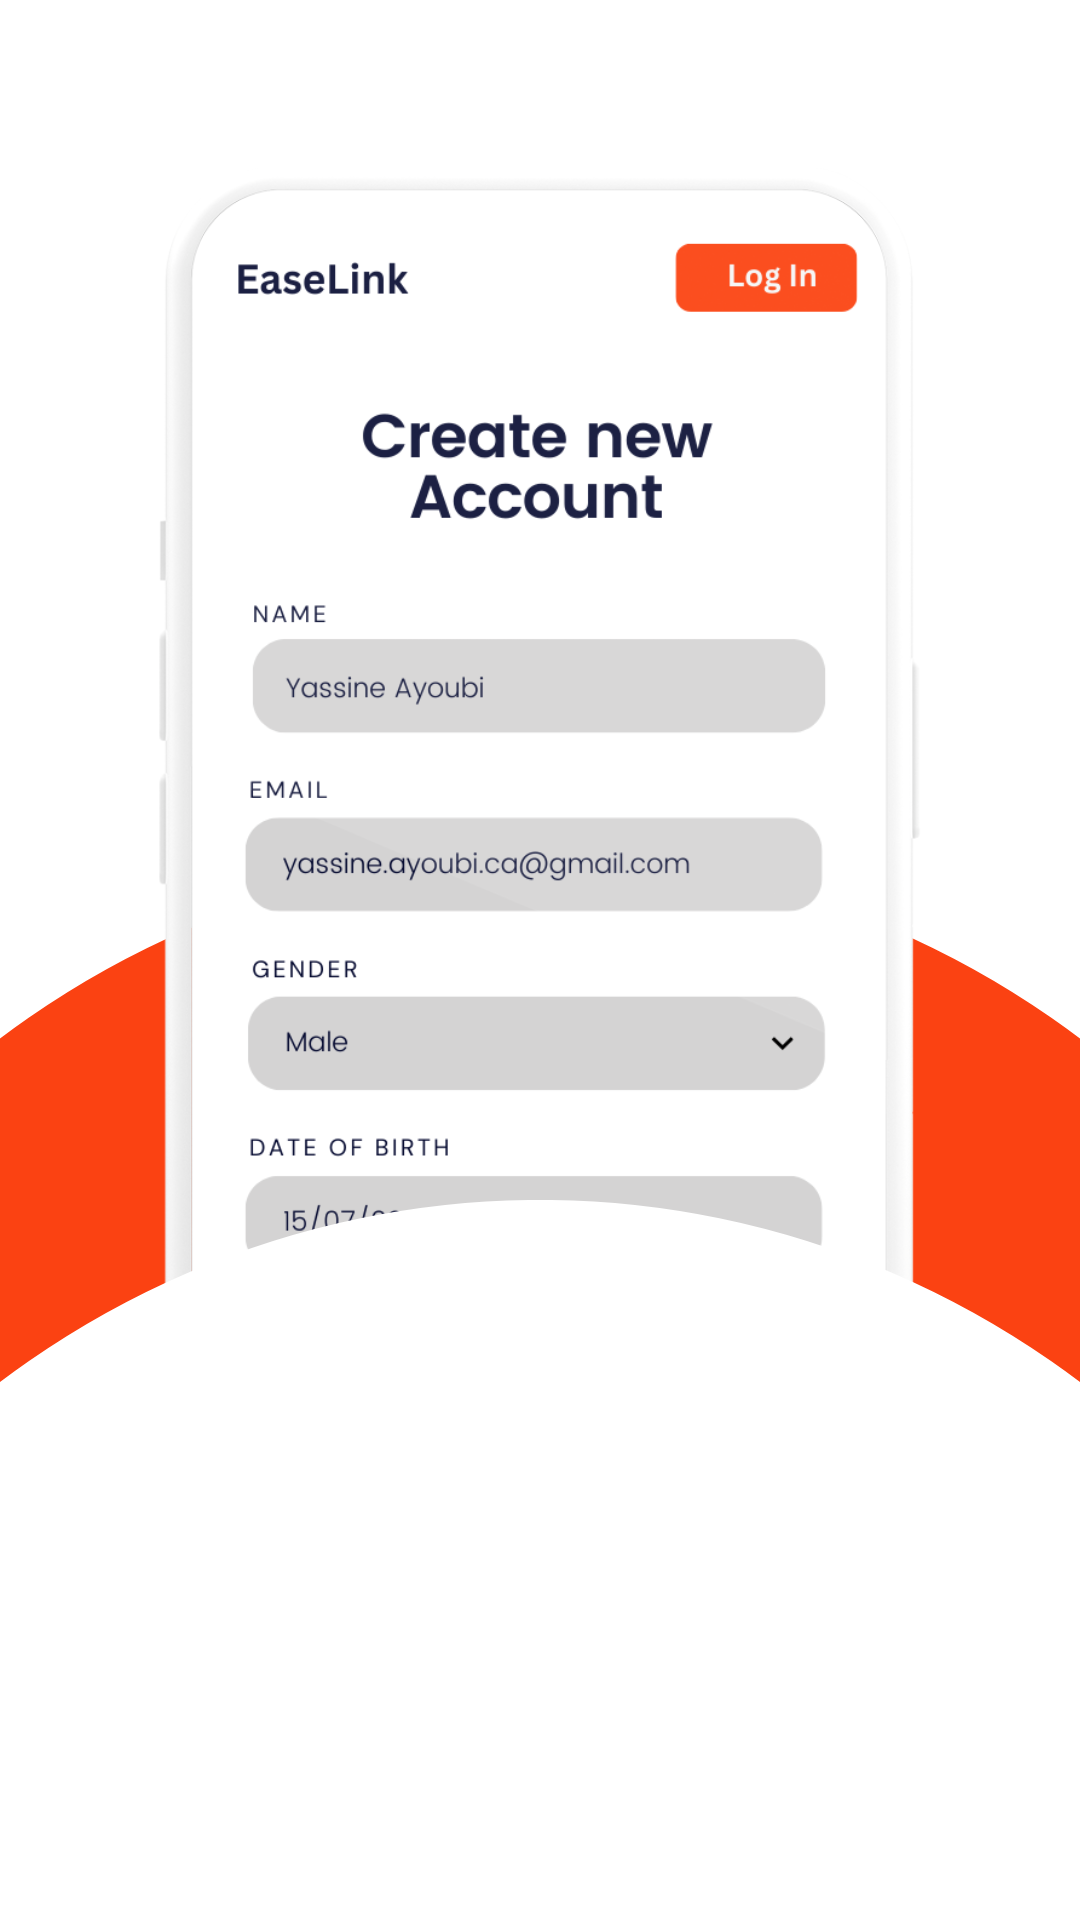 EaseLink
Log In
Create new
Account
NAME
Yassine Ayoubi
EMAIL
yassine.ayoubi.ca@gmail.com
GENDER
Male
DATE OF BIRTH
15/07/